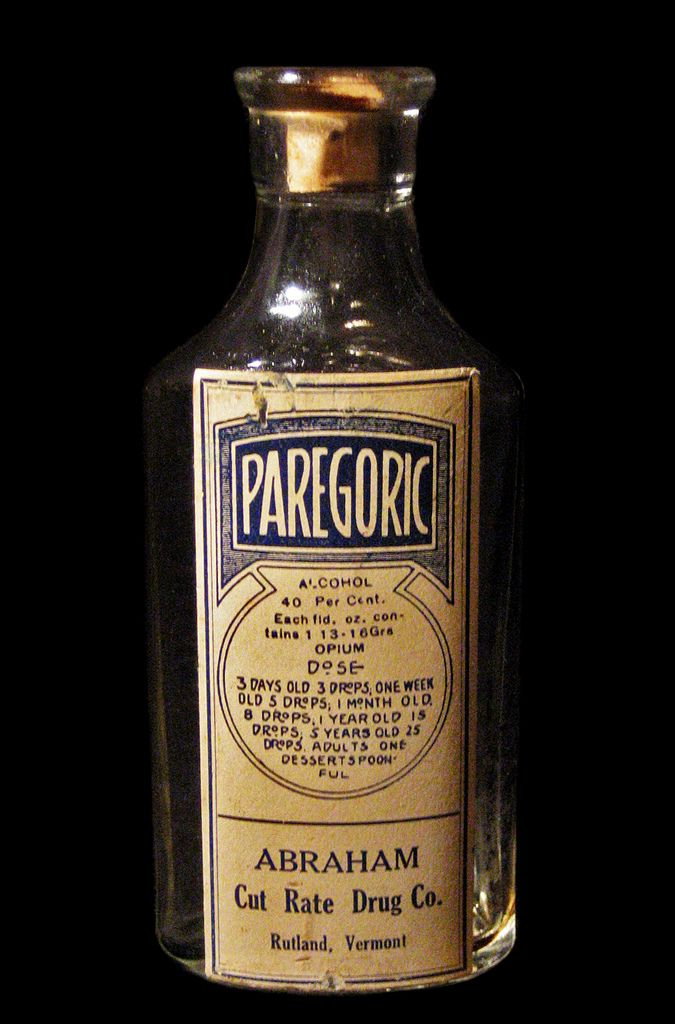 PAREGORIC
ALCOHOL
40 Per Cent.
Each fld. oz. con-
tains 1 13-16Grs
OPIUM
DOSE
3 DAYS OLD 3 DROPS, ONE WEEK
OLD 5 DROPS; 1 MONTH OLD,
8 DROPS, 1 YEAR OLD 15
DROPS, 5 YEARS OLD 25
DROPS. ADULTS ONE
DESSERTSPOON-
FUL
ABRAHAM
Cut Rate Drug Co.
Rutland, Vermont